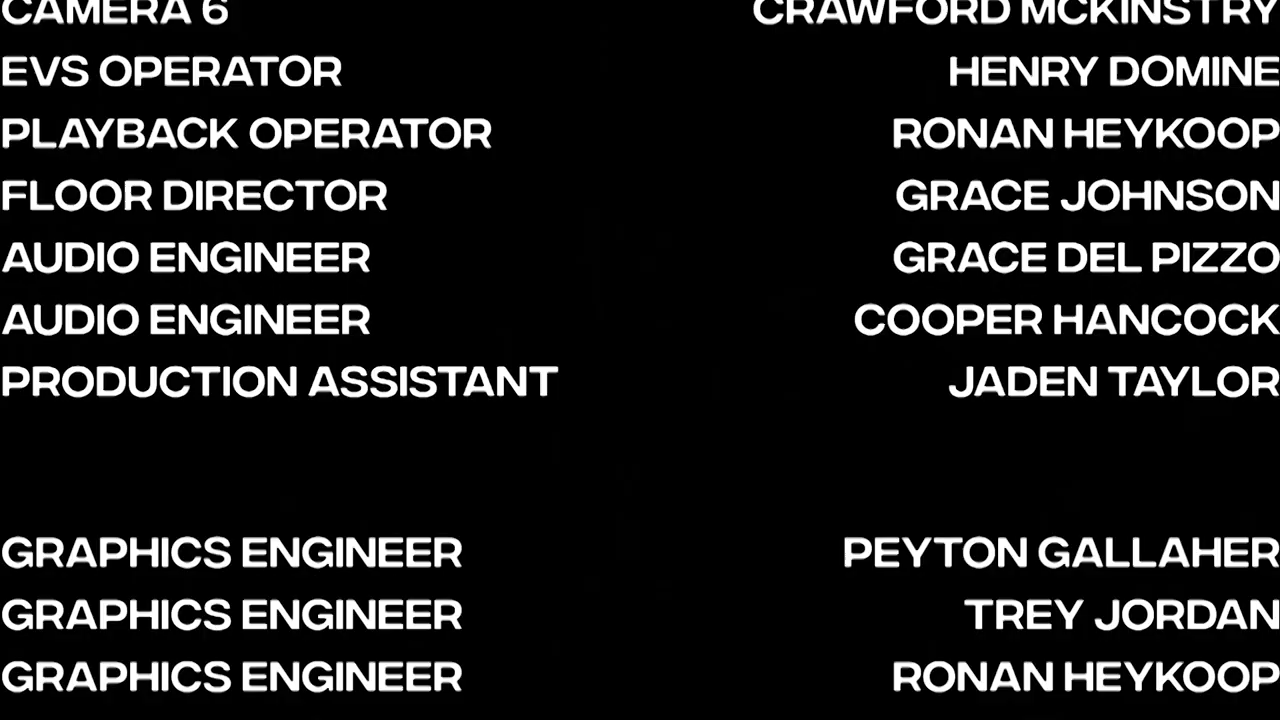 CAMERA 6 CRAWFORD MCKINSTRY
EVS OPERATOR HENRY DOMINE
PLAYBACK OPERATOR RONAN HEYKOOP
FLOOR DIRECTOR GRACE JOHNSON
AUDIO ENGINEER GRACE DEL PIZZO
AUDIO ENGINEER COOPER HANCOCK
PRODUCTION ASSISTANT JADEN TAYLOR
GRAPHICS ENGINEER PEYTON GALLAHER
GRAPHICS ENGINEER TREY JORDAN
GRAPHICS ENGINEER RONAN HEYKOOP